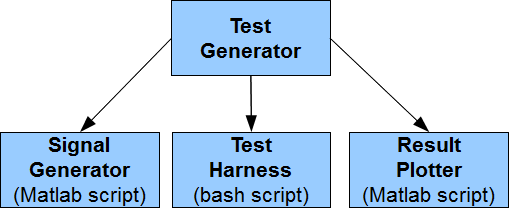 Test
Generator
Signal
Generator
(Matlab script)
Test
Harness
(bash script)
Result
Plotter
(Matlab script)